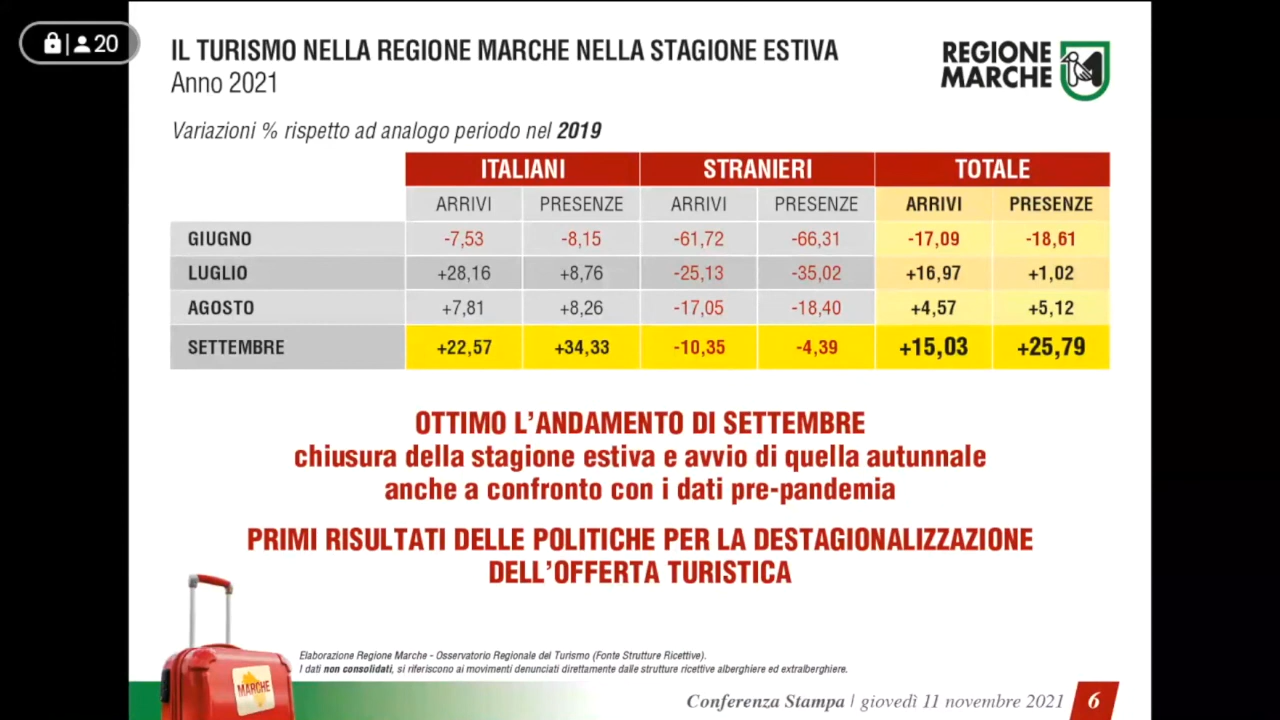 20
IL TURISMO NELLA REGIONE MARCHE NELLA STAGIONE ESTIVA
Anno 2021
REGIONE
MARCHE
Variazioni % rispetto ad analogo periodo nel 2019
ITALIANI STRANIERI TOTALE
ARRIVI PRESENZE ARRIVI PRESENZE ARRIVI PRESENZE
GIUGNO -7,53 -8,15 -61,72 -66,31 -17,09 -18,61
LUGLIO +28,16 +8,76 -25,13 -35,02 +16,97 +1,02
AGOSTO +7,81 +8,26 -17,05 -18,40 +4,57 +5,12
SETTEMBRE +22,57 +34,33 -10,35 -4,39 +15,03 +25,79
OTTIMO L'ANDAMENTO DI SETTEMBRE
chiusura della stagione estiva e avvio di quella autunnale
anche a confronto con i dati pre-pandemia
PRIMI RISULTATI DELLE POLITICHE PER LA DESTAGIONALIZZAZIONE
DELL'OFFERTA TURISTICA
Elaborazione Regione Marche - Osservatorio Regionale del Turismo (Fonte Strutture Ricettive).
I dati non consolidati, si riferiscono ai movimenti denunciati direttamente dalle strutture ricettive alberghiere ed extralberghiere.
MARCHE
Conferenza Stampa | giovedì 11 novembre 2021 6